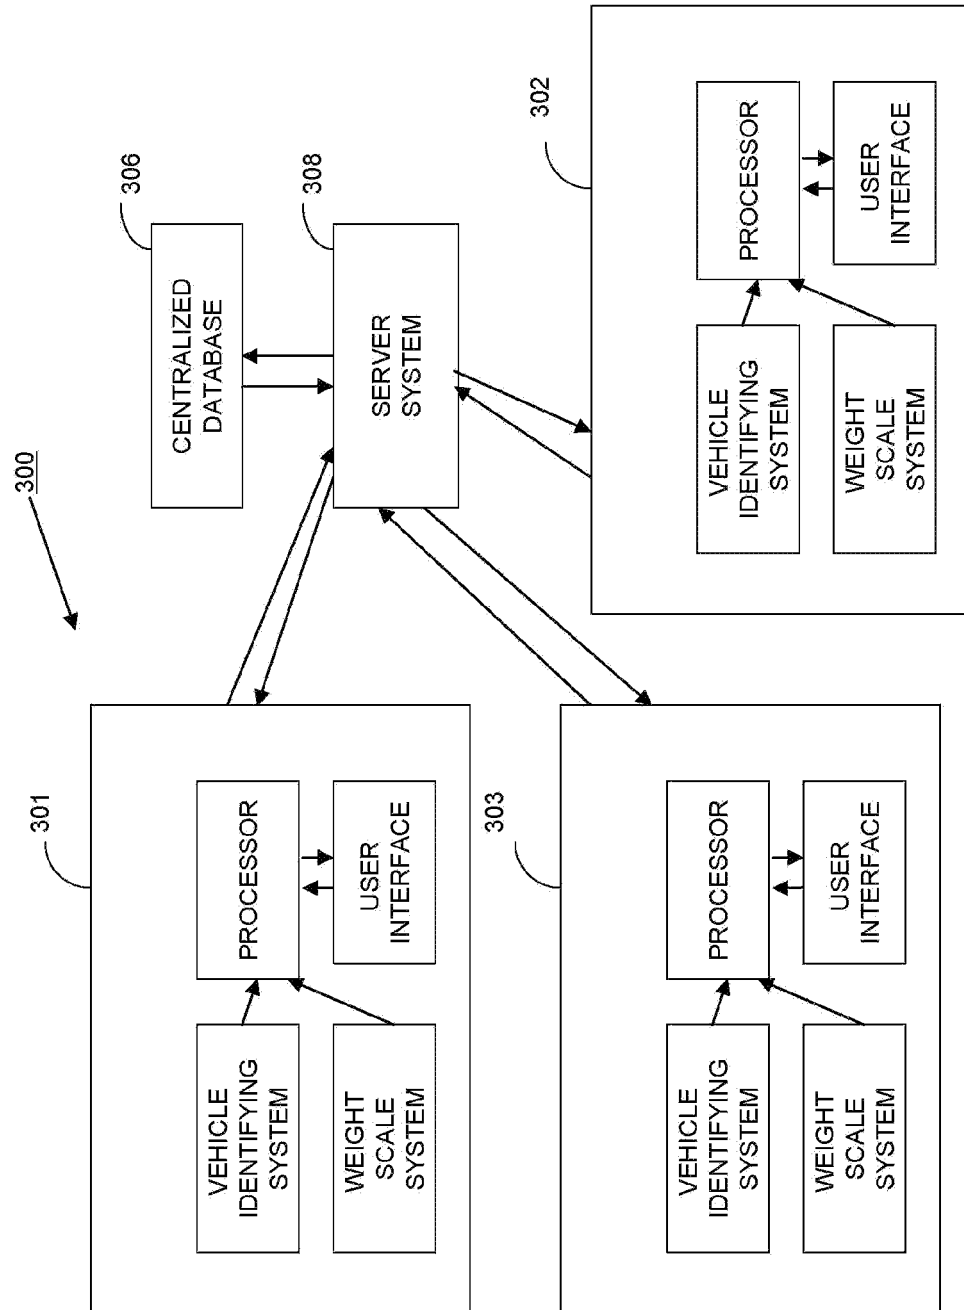 300
306
CENTRALIZED
DATABASE
308
SERVER
SYSTEM
301
VEHICLE
IDENTIFYING
SYSTEM
PROCESSOR
WEIGHT
SCALE
SYSTEM
USER
INTERFACE
303
VEHICLE
IDENTIFYING
SYSTEM
PROCESSOR
WEIGHT
SCALE
SYSTEM
USER
INTERFACE
302
VEHICLE
IDENTIFYING
SYSTEM
PROCESSOR
WEIGHT
SCALE
SYSTEM
USER
INTERFACE